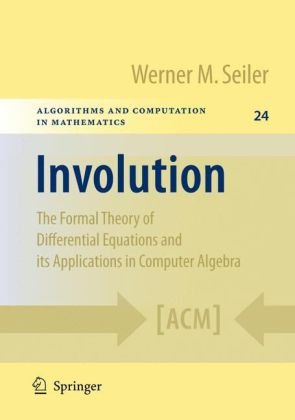 Werner M. Seiler
ALGORITHMS AND COMPUTATION
IN MATHEMATICS
24
Involution
The Formal Theory of
Differential Equations and
its Applications in Computer Algebra
[ACM]
Springer